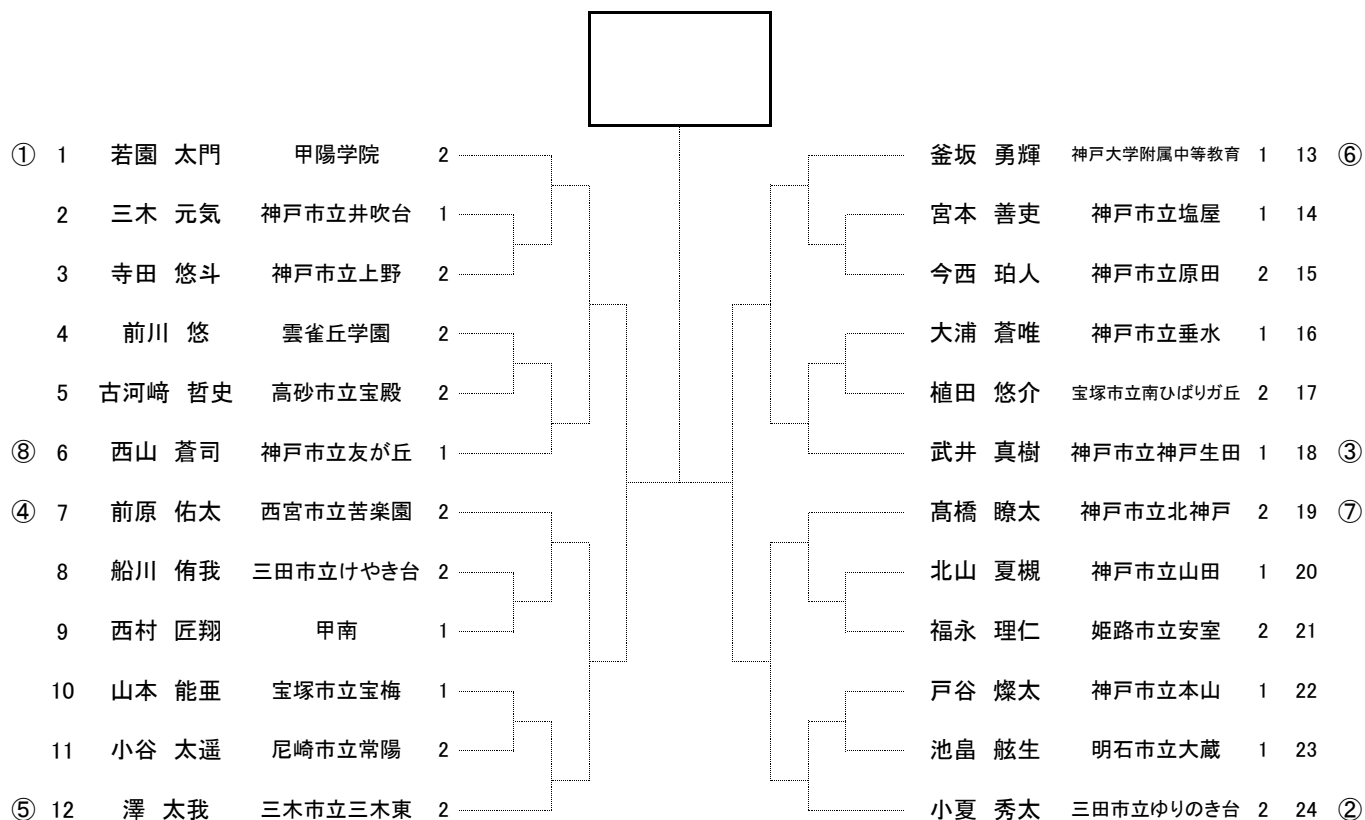 ① 1 若園 太門 甲陽学院 2
2 三木 元気 神戸市立井吹台 1
3 寺田 悠斗 神戸市立上野 2
4 前川 悠 雲雀丘学園 2
5 古河﨑 哲史 高砂市立宝殿 2
⑧ 6 西山 蒼司 神戸市立友が丘 1
④ 7 前原 佑太 西宮市立苦楽園 2
8 船川 侑我 三田市立けやき台 2
9 西村 匠翔 甲南 1
10 山本 能亜 宝塚市立宝梅 1
11 小谷 太遥 尼崎市立常陽 2
⑤ 12 澤 太我 三木市立三木東 2
釜坂 勇輝 神戸大学附属中等教育 1 13 ⑥
宮本 善吏 神戸市立塩屋 1 14
今西 珀人 神戸市立原田 2 15
大浦 蒼唯 神戸市立垂水 1 16
植田 悠介 宝塚市立南ひばりガ丘 2 17
武井 真樹 神戸市立神戸生田 1 18 ③
髙橋 瞭太 神戸市立北神戸 2 19 ⑦
北山 夏槻 神戸市立山田 1 20
福永 理仁 姫路市立安室 2 21
戸谷 燦太 神戸市立本山 1 22
池畠 舷生 明石市立大蔵 1 23
小夏 秀太 三田市立ゆりのき台 2 24 ②